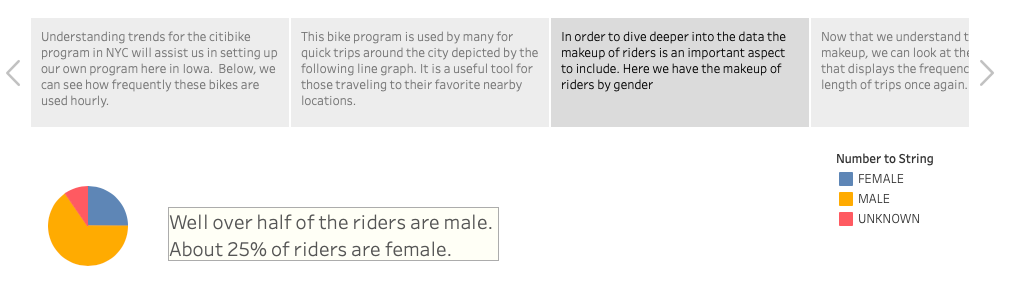 Understanding trends for the citibike
program in NYC will assist us in setting up
our own program here in Iowa.  Below, we
can see how frequently these bikes are
used hourly.
This bike program is used by many for
quick trips around the city depicted by the
following line graph. It is a useful tool for
those traveling to their favorite nearby
locations.
In order to dive deeper into the data the
makeup of riders is an important aspect
to include. Here we have the makeup of
riders by gender
Now that we understand
makeup, we can look at the
that displays the
length of trips once again.
Number to String
FEMALE
MALE
UNKNOWN
Well over half of the riders are male.
About 25% of riders are female.